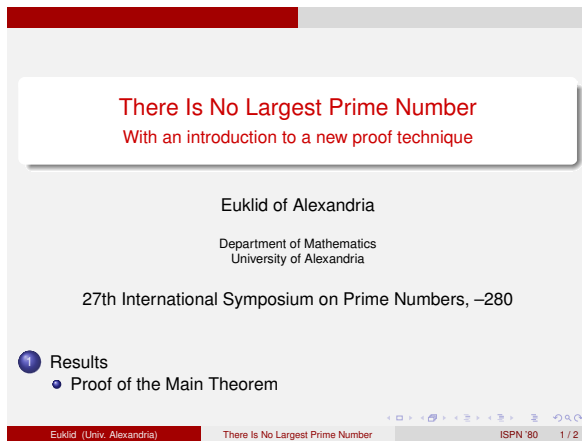 There Is No Largest Prime Number
With an introduction to a new proof technique
Euklid of Alexandria
Department of Mathematics
University of Alexandria
27th International Symposium on Prime Numbers, –280
1 Results
Proof of the Main Theorem
Euklid (Univ. Alexandria) There Is No Largest Prime Number ISPN '80 1 / 2